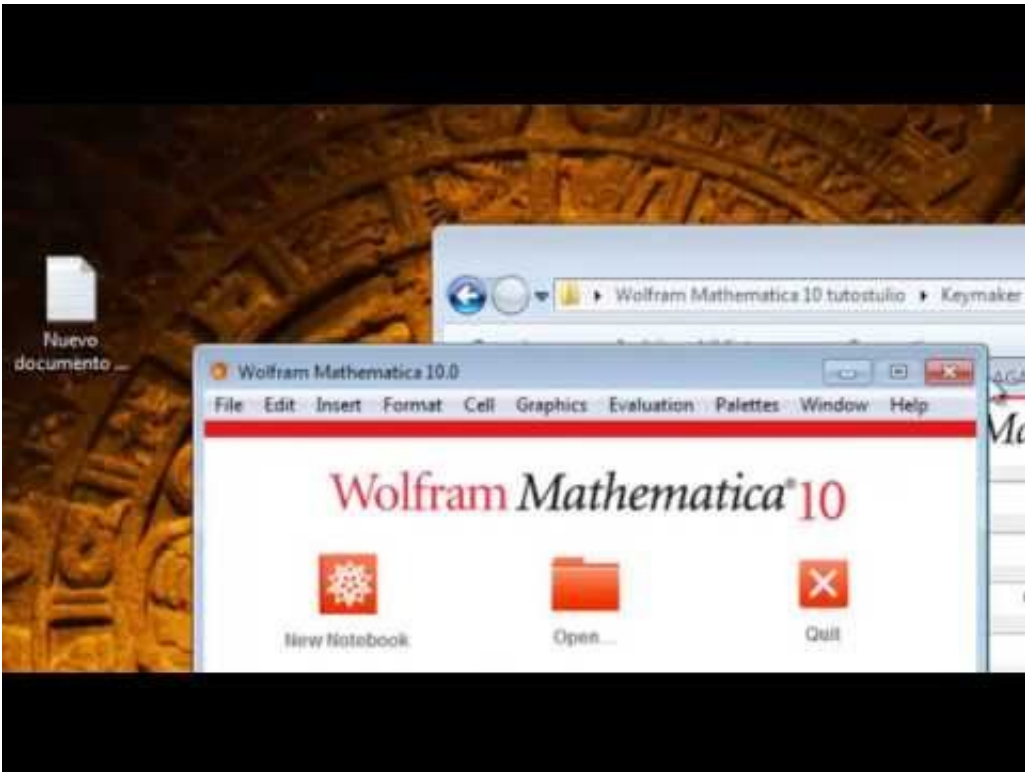 Nuevo
documento ...
Wolfram Mathematica 10 tutostulio ▸ Keymaker
Wolfram Mathematica 10.0
File Edit Insert Format Cell Graphics Evaluation Palettes Window Help
Wolfram Mathematica® 10
New Notebook
Open...
Quit